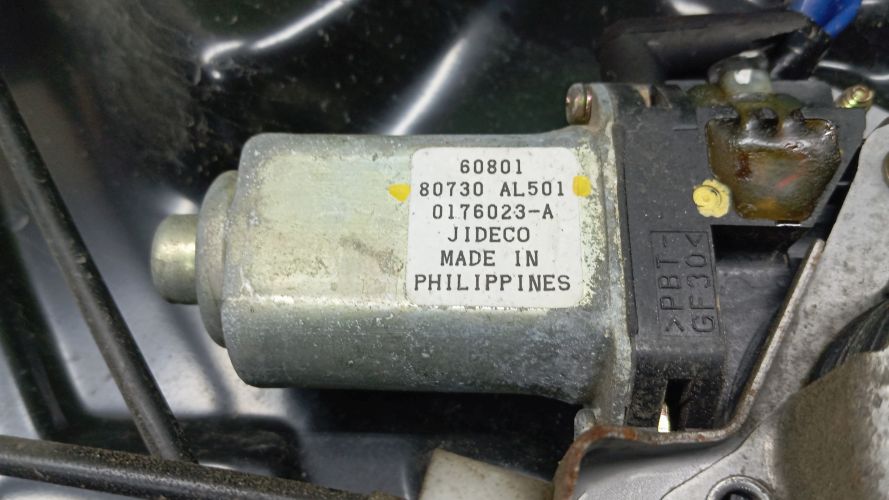 60801
80730 AL501
0176023-A
JIDECO
MADE IN
PHILIPPINES
>PBT-
GF30<